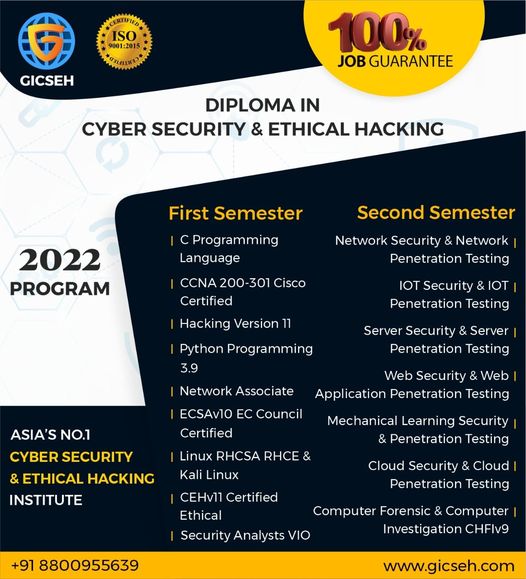 GICSEH
CERTIFIED
ISO
9001:2015
CERTIFIED
100%
JOB GUARANTEE
DIPLOMA IN
CYBER SECURITY & ETHICAL HACKING
2022
PROGRAM
First Semester
C Programming
Language
CCNA 200-301 Cisco
Certified
Hacking Version 11
Python Programming
3.9
Network Associate
ECSAv10 EC Council
Certified
Linux RHCSA RHCE &
Kali Linux
CEHv11 Certified
Ethical
Security Analysts VIO
Second Semester
Network Security & Network
Penetration Testing
IOT Security & IOT
Penetration Testing
Server Security & Server
Penetration Testing
Web Security & Web
Application Penetration Testing
Mechanical Learning Security
& Penetration Testing
Cloud Security & Cloud
Penetration Testing
Computer Forensic & Computer
Investigation CHFIv9
ASIA'S NO.1
CYBER SECURITY
& ETHICAL HACKING
INSTITUTE
+91 8800955639
www.gicseh.com